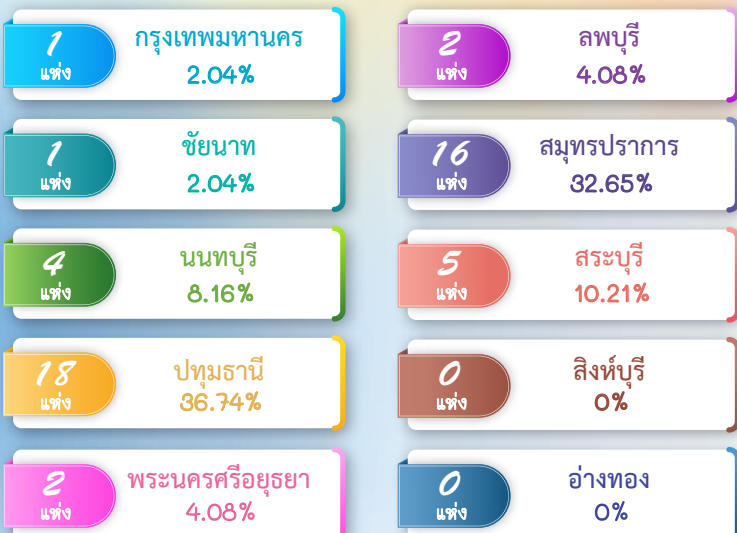 1
แห่ง
กรุงเทพมหานคร
2.04%
1
แห่ง
ชัยนาท
2.04%
4
แห่ง
นนทบุรี
8.16%
18
แห่ง
ปทุมธานี
36.74%
2
แห่ง
พระนครศรีอยุธยา
4.08%
2
แห่ง
ลพบุรี
4.08%
16
แห่ง
สมุทรปราการ
32.65%
5
แห่ง
สระบุรี
10.21%
0
แห่ง
สิงห์บุรี
0%
0
แห่ง
อ่างทอง
0%